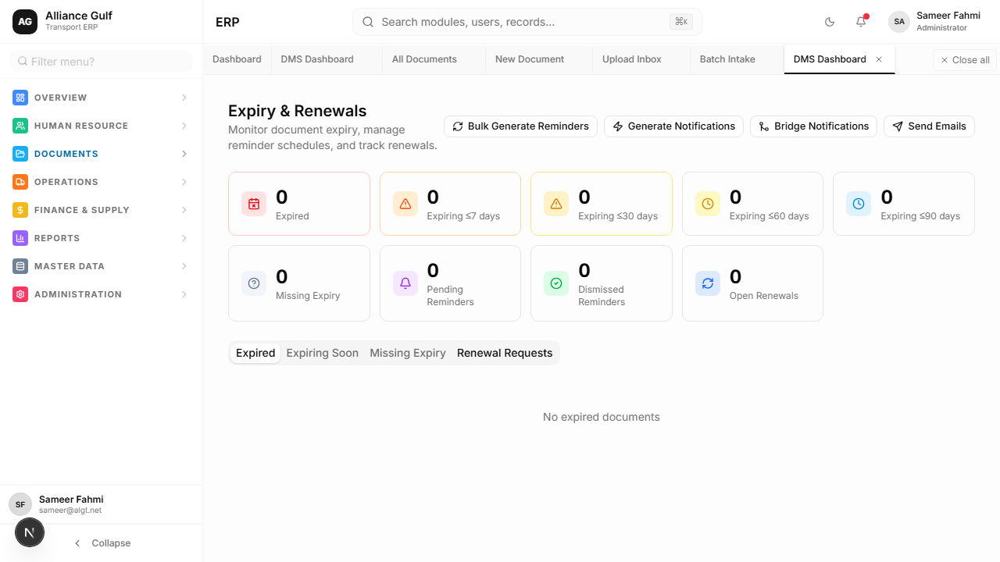 AG
Alliance Gulf
Transport ERP
ERP
Search modules, users, records...
⌘K
SA
Sameer Fahmi
Administrator
Filter menu?
Dashboard
DMS Dashboard
All Documents
New Document
Upload Inbox
Batch Intake
DMS Dashboard
Close all
OVERVIEW
HUMAN RESOURCE
DOCUMENTS
OPERATIONS
FINANCE & SUPPLY
REPORTS
MASTER DATA
ADMINISTRATION
Expiry & Renewals
Monitor document expiry, manage
reminder schedules, and track renewals.
Bulk Generate Reminders
Generate Notifications
Bridge Notifications
Send Emails
0
Expired
0
Expiring ≤7 days
0
Expiring ≤30 days
0
Expiring ≤60 days
0
Expiring ≤90 days
0
Missing Expiry
0
Pending
Reminders
0
Dismissed
Reminders
0
Open Renewals
Expired
Expiring Soon
Missing Expiry
Renewal Requests
No expired documents
SF
Sameer Fahmi
sameer@algt.net
N
Collapse